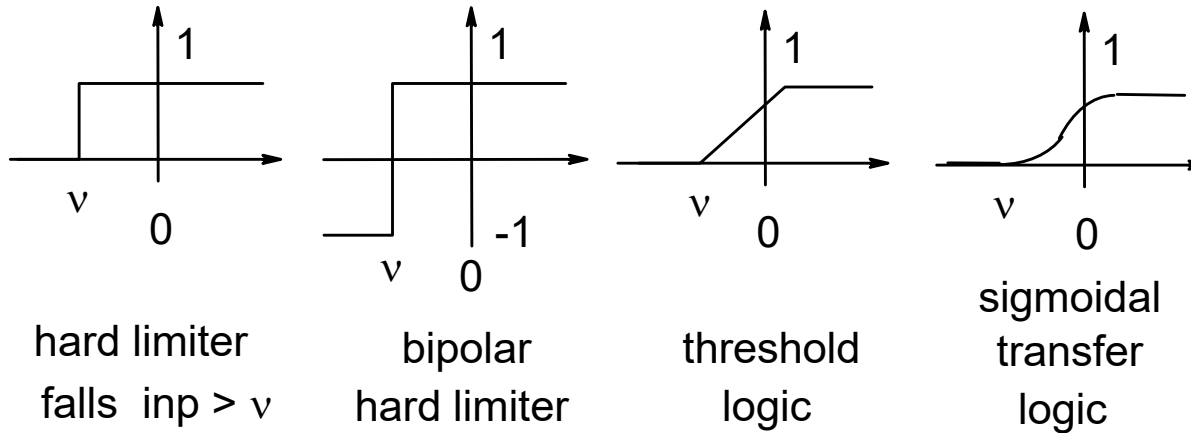 1
ν
0
hard limiter
falls inp > ν
1
-1
ν
0
bipolar
hard limiter
1
ν
0
threshold
logic
1
ν
0
sigmoidal
transfer
logic